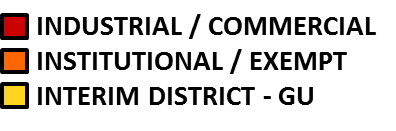 INDUSTRIAL / COMMERCIAL
INSTITUTIONAL / EXEMPT
INTERIM DISTRICT - GU